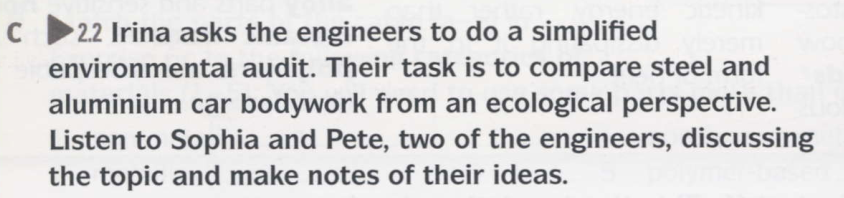 C ▶ 2.2 Irina asks the engineers to do a simplified
environmental audit. Their task is to compare steel and
aluminium car bodywork from an ecological perspective.
Listen to Sophia and Pete, two of the engineers, discussing
the topic and make notes of their ideas.